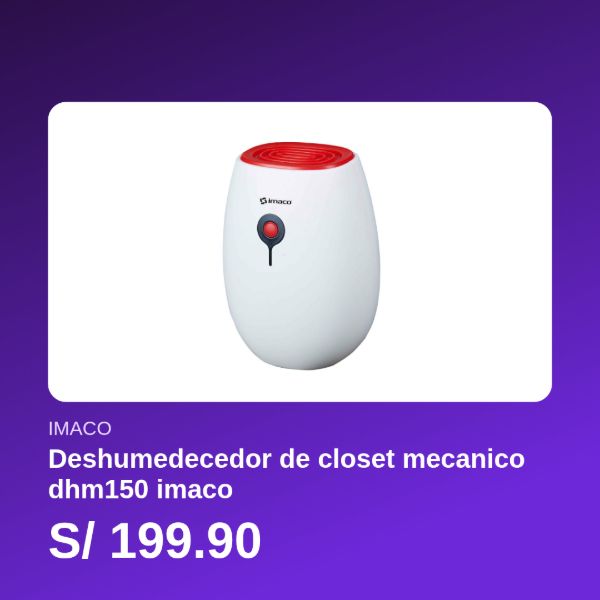 imaco
IMACO
Deshumedecedor de closet mecanico
dhm150 imaco
S/ 199.90